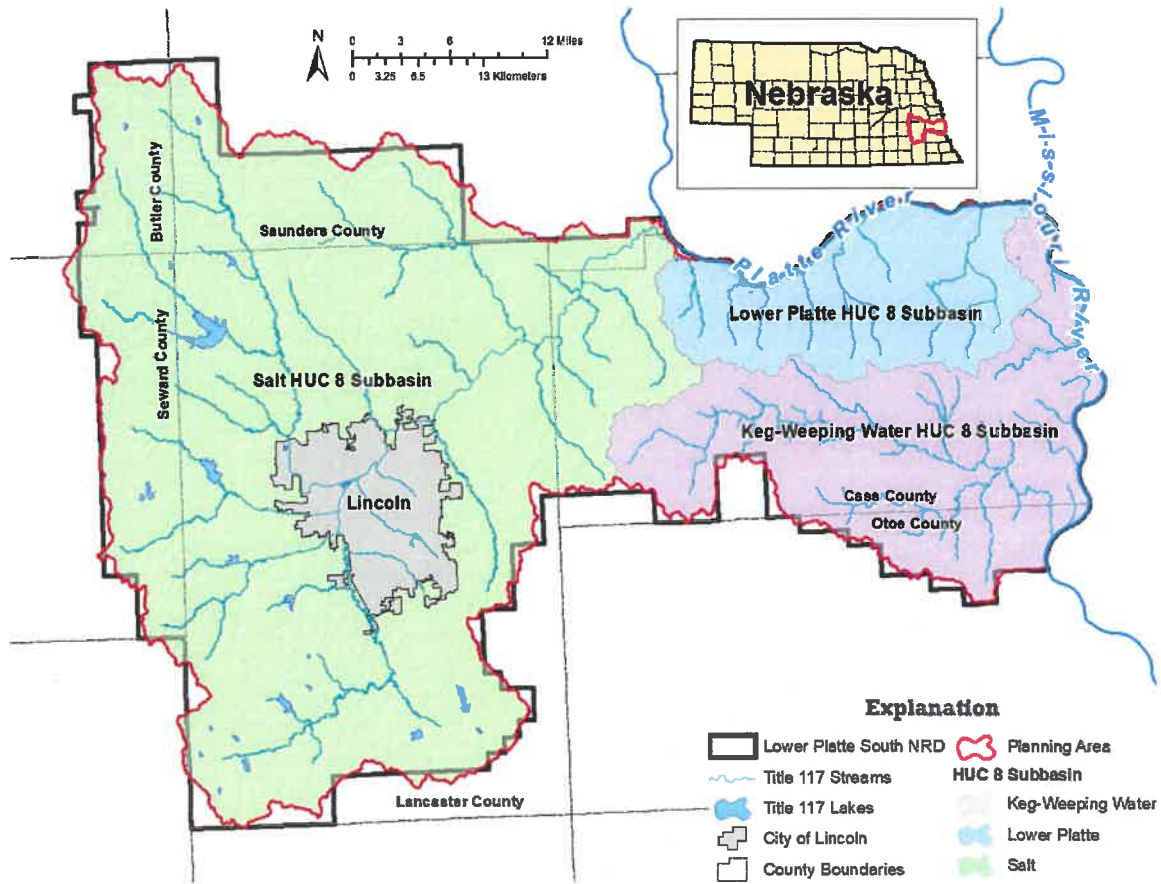 N
0 3 6 12 Miles
0 3.25 6.5 13 Kilometers
Nebraska
Missouri River
Platte River
Butler County
Saunders County
Seward County
Lower Platte HUC 8 Subbasin
Salt HUC 8 Subbasin
Keg-Weeping Water HUC 8 Subbasin
Lincoln
Cass County
Otoe County
Lancaster County
Explanation
Lower Platte South NRD
Planning Area
Title 117 Streams
HUC 8 Subbasin
Title 117 Lakes
Keg-Weeping Water
City of Lincoln
Lower Platte
County Boundaries
Salt